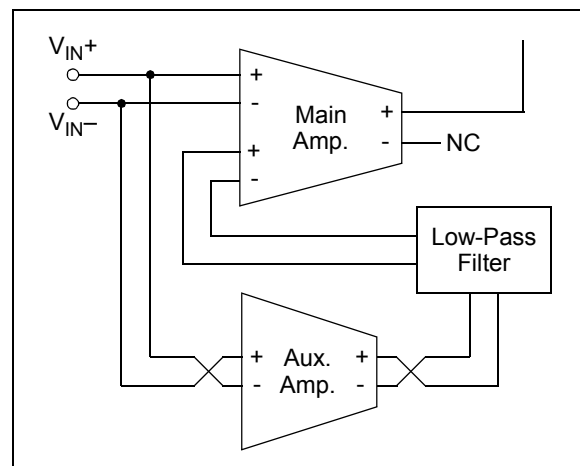 V_IN+
V_IN–
+
-
+
-
Main
Amp.
+
-
NC
Low-Pass
Filter
+
-
Aux.
Amp.
+
-